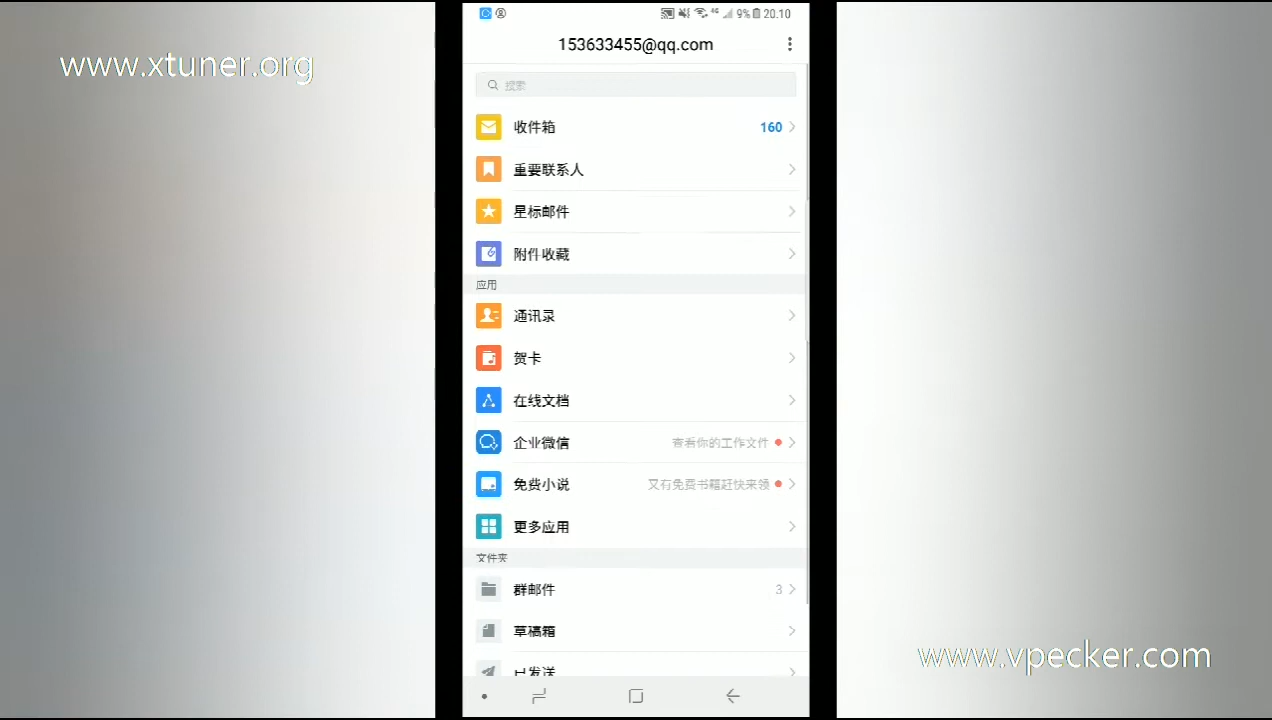 www.xtuner.org
9% 20.10
153633455@qq.com
搜索
收件箱 160
重要联系人
星标邮件
附件收藏
应用
通讯录
贺卡
在线文档
企业微信 查看你的工作文件
免费小说 又有免费书籍赶快来领
更多应用
文件夹
群邮件 3
草稿箱
已发送
www.vpecker.com